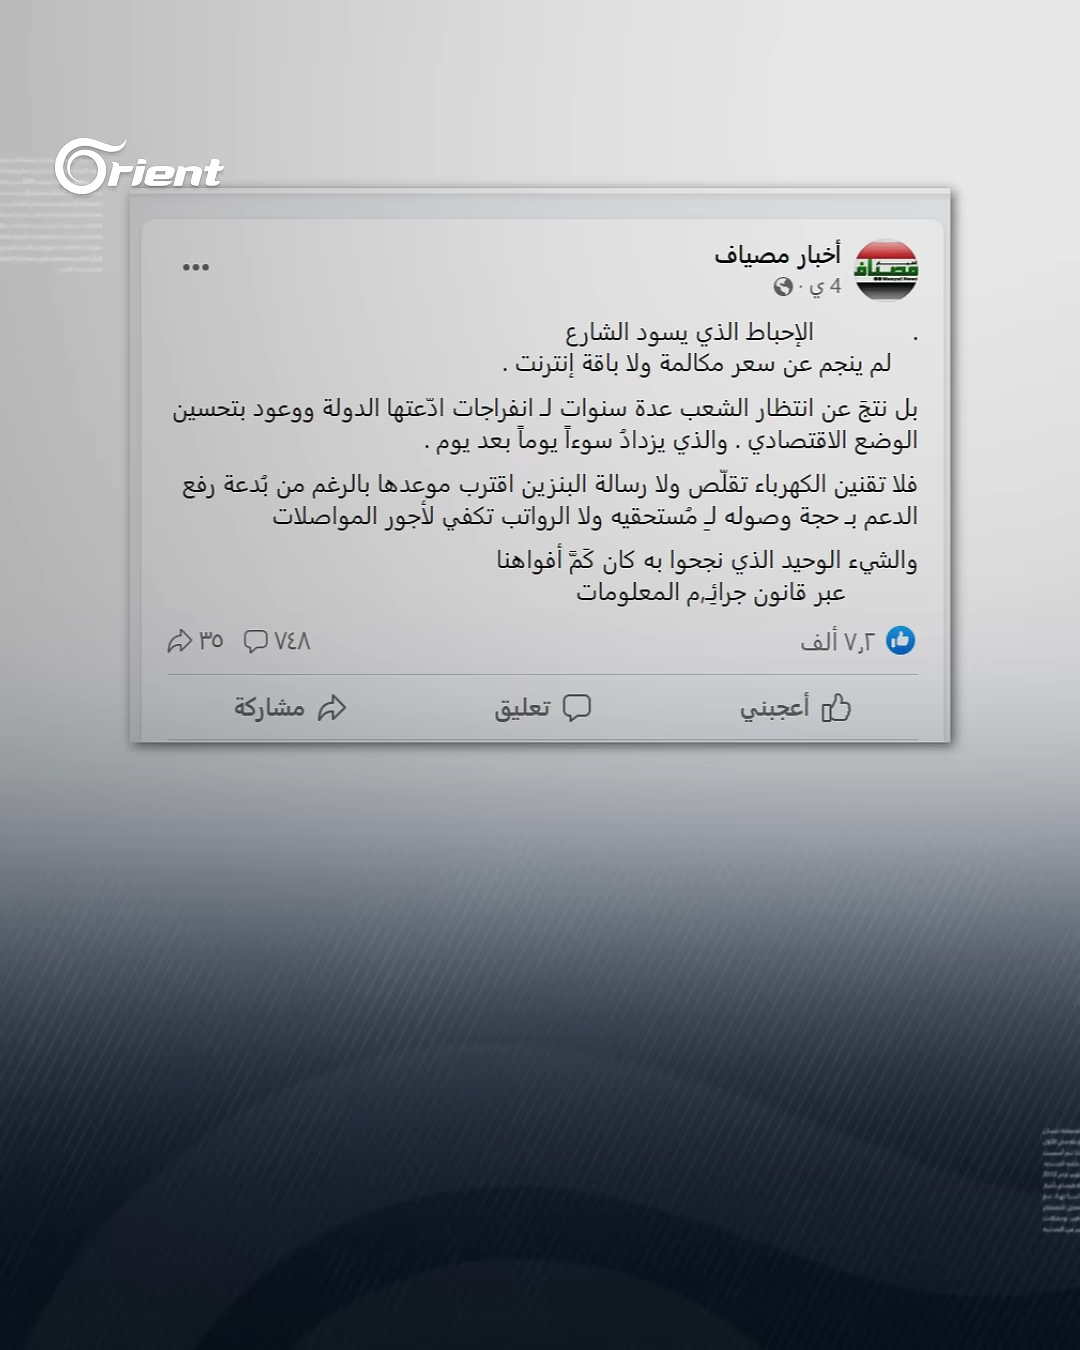 Orient
أخبار مصياف
4 ي ·
. الإحباط الذي يسود الشارع
لم ينجم عن سعر مكالمة ولا باقة إنترنت .
بل نتجَ عن انتظار الشعب عدة سنوات لـ انفراجات ادّعتها الدولة ووعود بتحسين
الوضع الاقتصادي . والذي يزدادُ سوءاً يوماً بعد يوم .
فلا تقنين الكهرباء تقلّص ولا رسالة البنزين اقترب موعدها بالرغم من بُدعة رفع
الدعم بـ حجة وصوله لـِ مُستحقيه ولا الرواتب تكفي لأجور المواصلات
والشيء الوحيد الذي نجحوا به كان كَمَّ أفواهنا
عبر قانون جرائِـ,م المعلومات
٧٫٢ ألف
٧٤٨
٣٥
أعجبني
تعليق
مشاركة